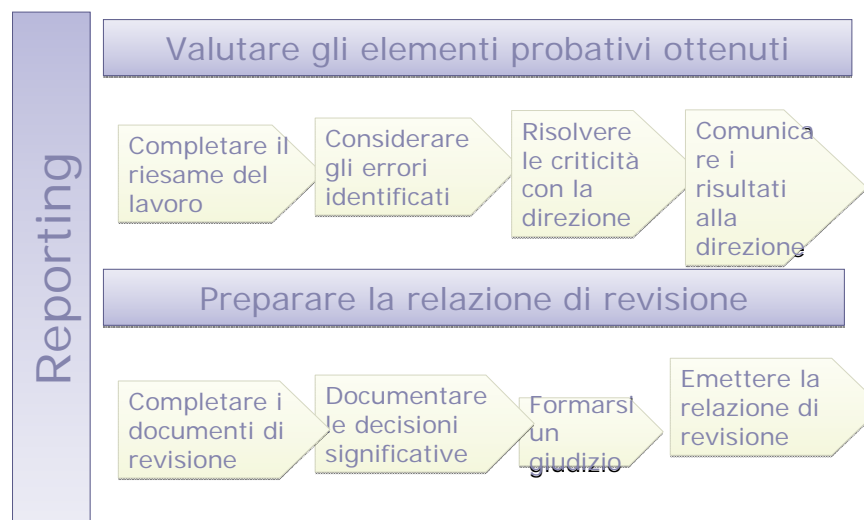 Reporting
Valutare gli elementi probativi ottenuti
Completare il
riesame del
lavoro
Considerare
gli errori
identificati
Risolvere
le criticità
con la
direzione
Comunica
re i
risultati
alla
direzione
Preparare la relazione di revisione
Completare i
documenti di
revisione
Documentare
le decisioni
significative
Formarsi
un
giudizio
Emettere la
relazione di
revisione